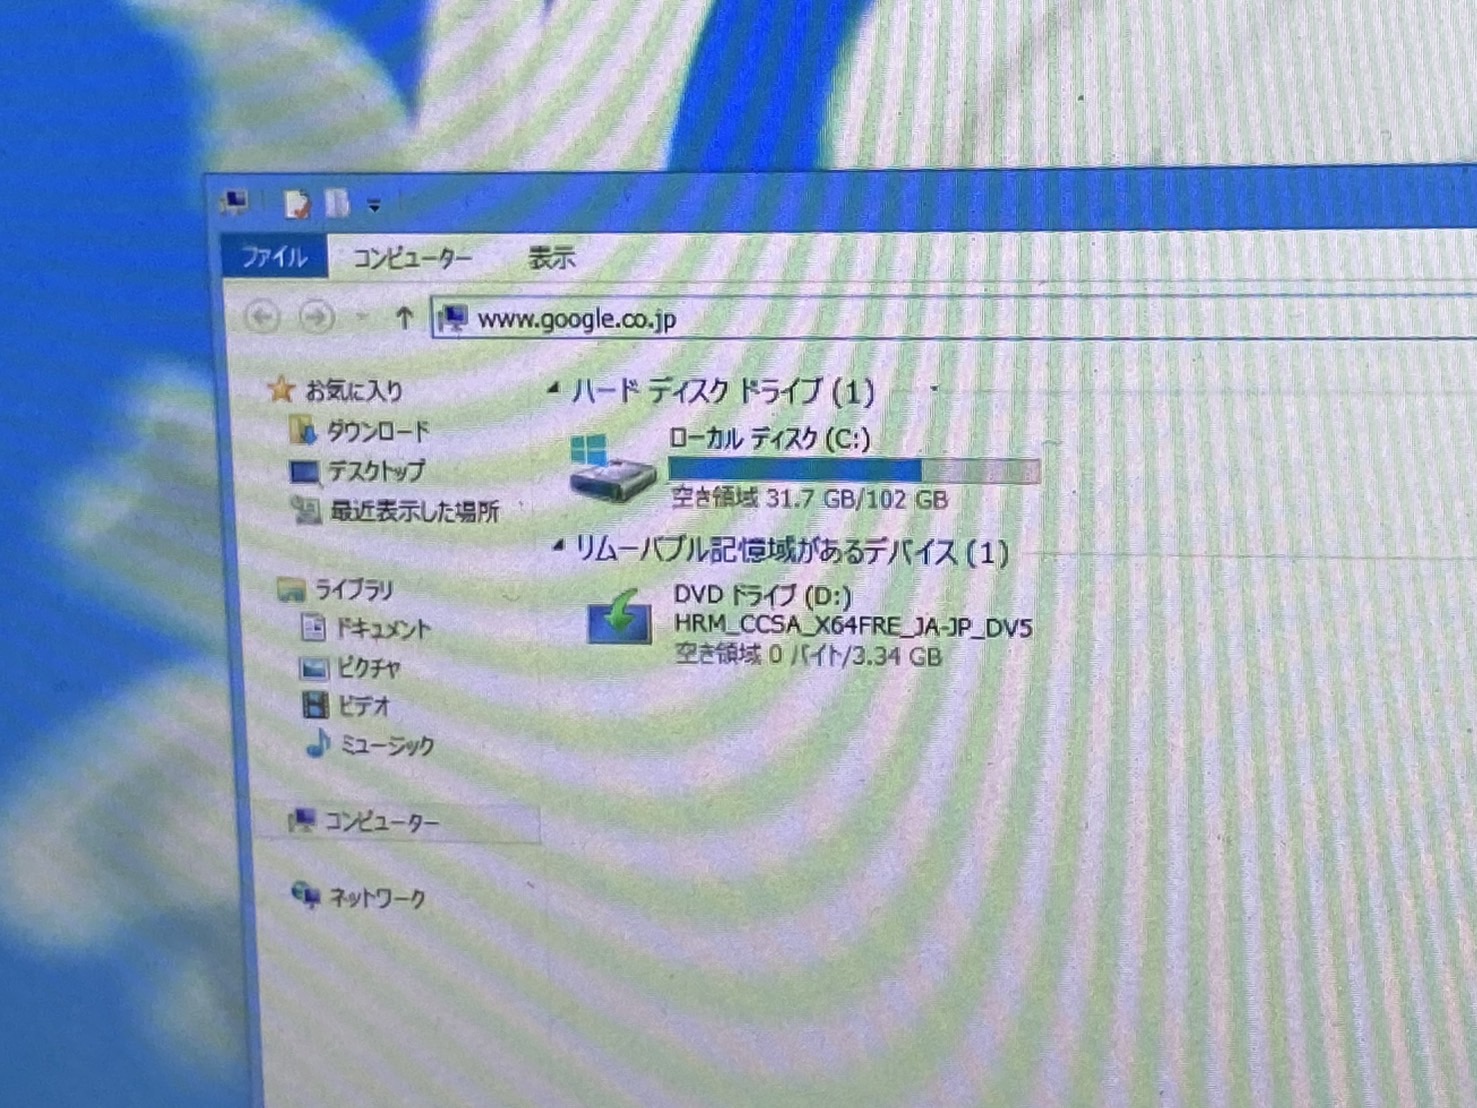 ファイル コンピューター 表示
www.google.co.jp
お気に入り
ダウンロード
デスクトップ
最近表示した場所
ライブラリ
ドキュメント
ピクチャ
ビデオ
ミュージック
コンピューター
ネットワーク
ハード ディスク ドライブ (1)
ローカル ディスク (C:)
空き領域 31.7 GB/102 GB
リムーバブル記憶域があるデバイス (1)
DVD ドライブ (D:)
HRM_CCSA_X64FRE_JA-JP_DV5
空き領域 0 バイト/3.34 GB